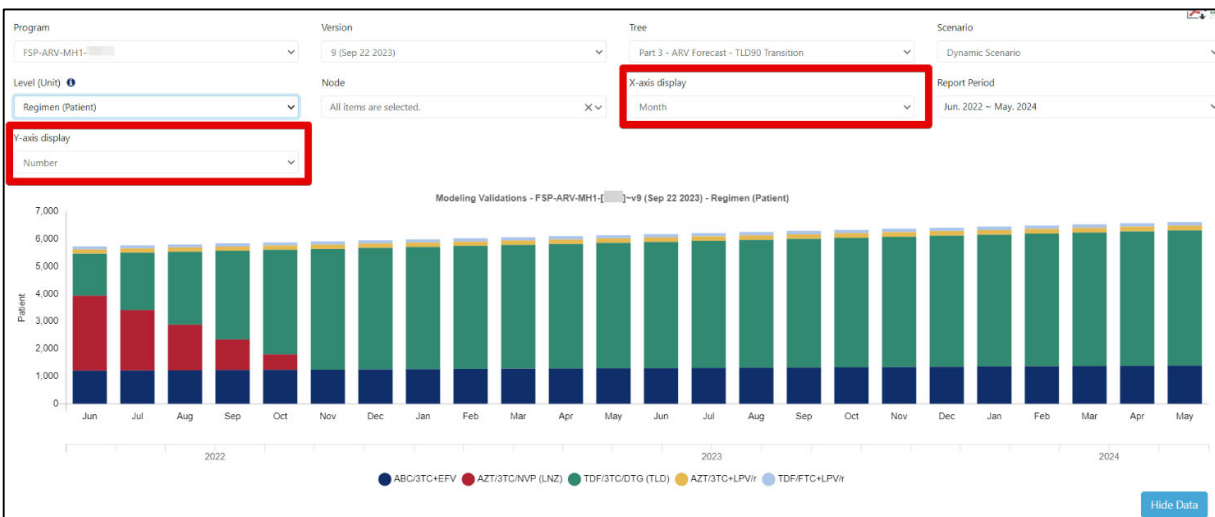 Program Version Tree Scenario
FSP-ARV-MH1- 9 (Sep 22 2023) Part 3 - ARV Forecast - TLD90 Transition Dynamic Scenario
Level (Unit) Node X-axis display Report Period
Regimen (Patient) All items are selected. Month Jun. 2022 ~ May. 2024
Y-axis display
Number
Modeling Validations - FSP-ARV-MH1-[ ]~v9 (Sep 22 2023) - Regimen (Patient)
7,000
6,000
5,000
4,000
3,000
2,000
1,000
0
Patient
Jun Jul Aug Sep Oct Nov Dec Jan Feb Mar Apr May Jun Jul Aug Sep Oct Nov Dec Jan Feb Mar Apr May
2022 2023 2024
ABC/3TC+EFV AZT/3TC/NVP (LNZ) TDF/3TC/DTG (TLD) AZT/3TC+LPV/r TDF/FTC+LPV/r
Hide Data